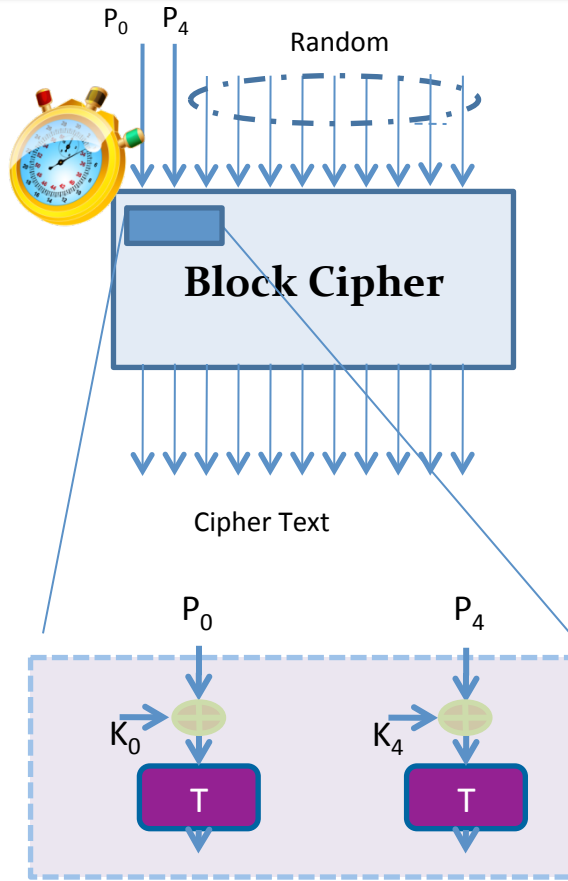 P₀ P₄
Random
Block Cipher
Cipher Text
P₀ P₄
K₀ K₄
T T